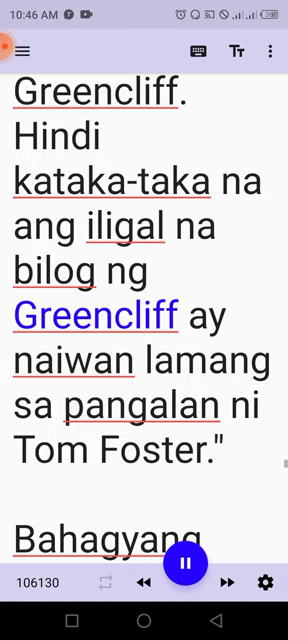 10:46 AM
Greencliff.
Hindi
kataka-taka na
ang iligal na
bilog ng
Greencliff ay
naiwan lamang
sa pangalan ni
Tom Foster."
Bahagyang
106130